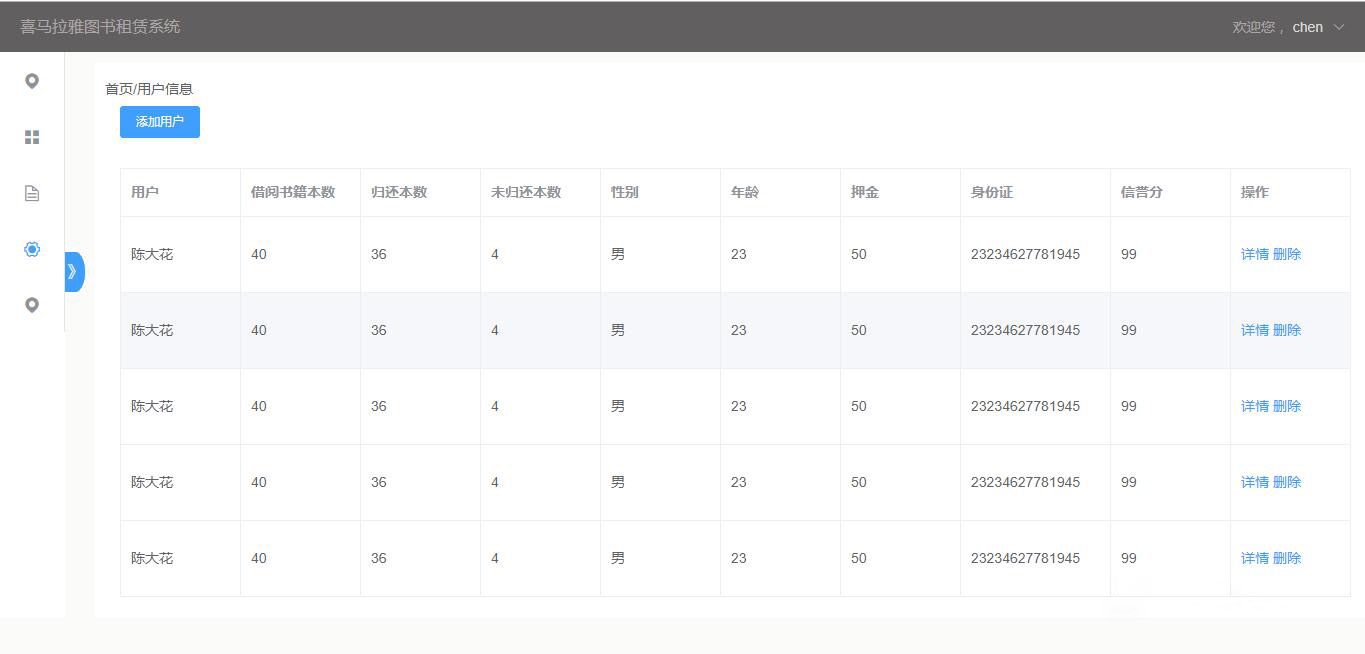 喜马拉雅图书租赁系统 欢迎您， chen
首页/用户信息
添加用户
用户 借阅书籍本数 归还本数 未归还本数 性别 年龄 押金 身份证 信誉分 操作
陈大花 40 36 4 男 23 50 23234627781945 99 详情 删除
陈大花 40 36 4 男 23 50 23234627781945 99 详情 删除
陈大花 40 36 4 男 23 50 23234627781945 99 详情 删除
陈大花 40 36 4 男 23 50 23234627781945 99 详情 删除
陈大花 40 36 4 男 23 50 23234627781945 99 详情 删除